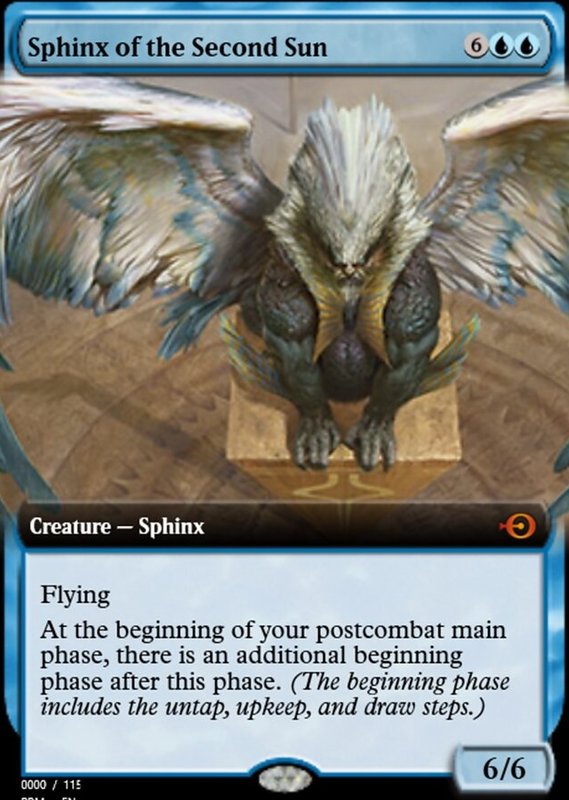 Sphinx of the Second Sun 6
Creature — Sphinx
Flying
At the beginning of your postcombat main
phase, there is an additional beginning
phase after this phase. (The beginning phase
includes the untap, upkeep, and draw steps.)
6/6
0000 / 115